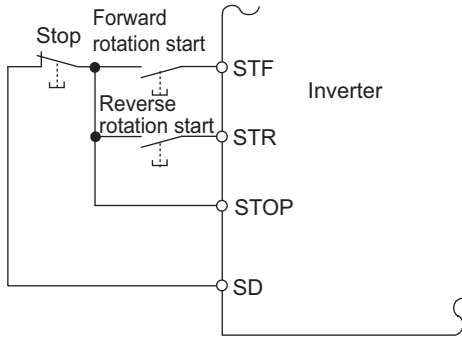 Forward
rotation start
Stop
STF
Inverter
Reverse
rotation start
STR
STOP
SD